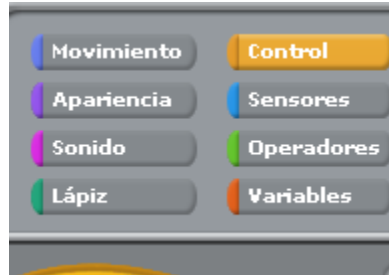 Movimiento Control
Apariencia Sensores
Sonido Operadores
Lápiz Variables